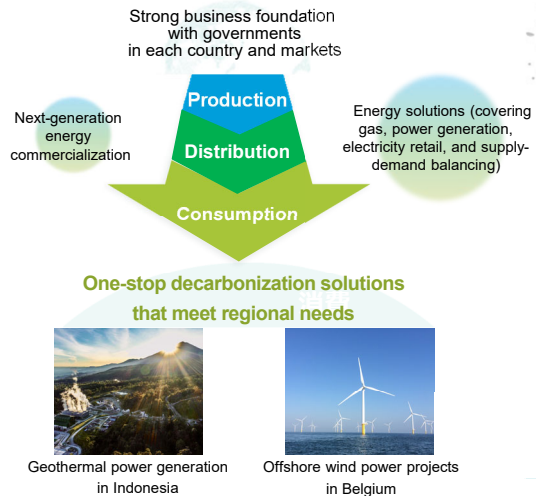 Strong business foundation
with governments
in each country and markets
Production
Next-generation
energy
commercialization
Distribution
Energy solutions (covering
gas, power generation,
electricity retail, and supply-
demand balancing)
Consumption
One-stop decarbonization solutions
that meet regional needs
消費
Geothermal power generation
in Indonesia
Offshore wind power projects
in Belgium